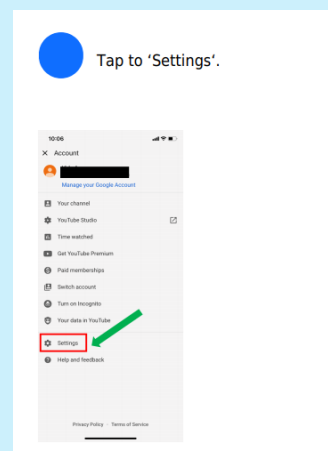 Tap to ‘Settings‘.
10:06
× Account
Manage your Google Account
Your channel
YouTube Studio
Time watched
Get YouTube Premium
Paid memberships
Switch account
Turn on Incognito
Your data in YouTube
Settings
Help and feedback
Privacy Policy · Terms of Service